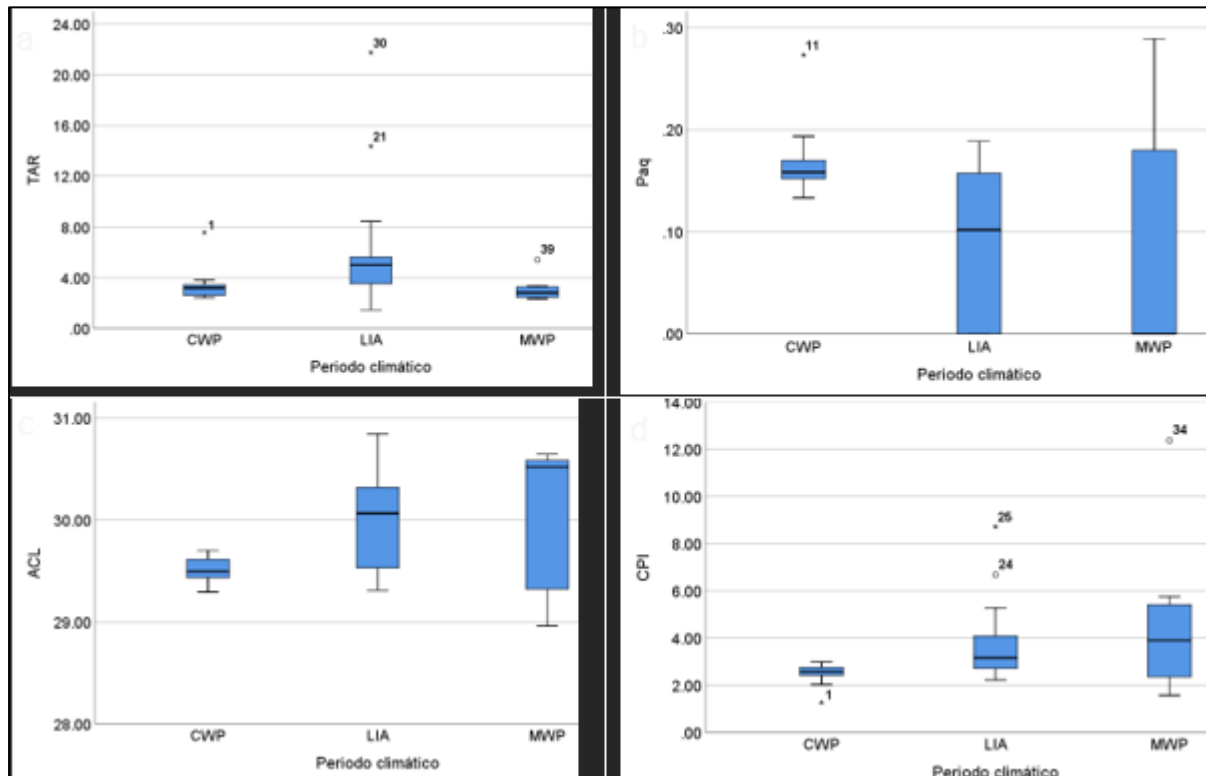 a
24.00
20.00
16.00
12.00
8.00
4.00
.00
TAR
30
21
1
39
CWP LIA MWP
Periodo climático
b
.30
.20
.10
.00
Paq
11
CWP LIA MWP
Periodo climático
c
31.00
30.00
29.00
28.00
ACL
CWP LIA MWP
Periodo climático
d
14.00
12.00
10.00
8.00
6.00
4.00
2.00
.00
CPI
34
25
24
1
CWP LIA MWP
Periodo climático